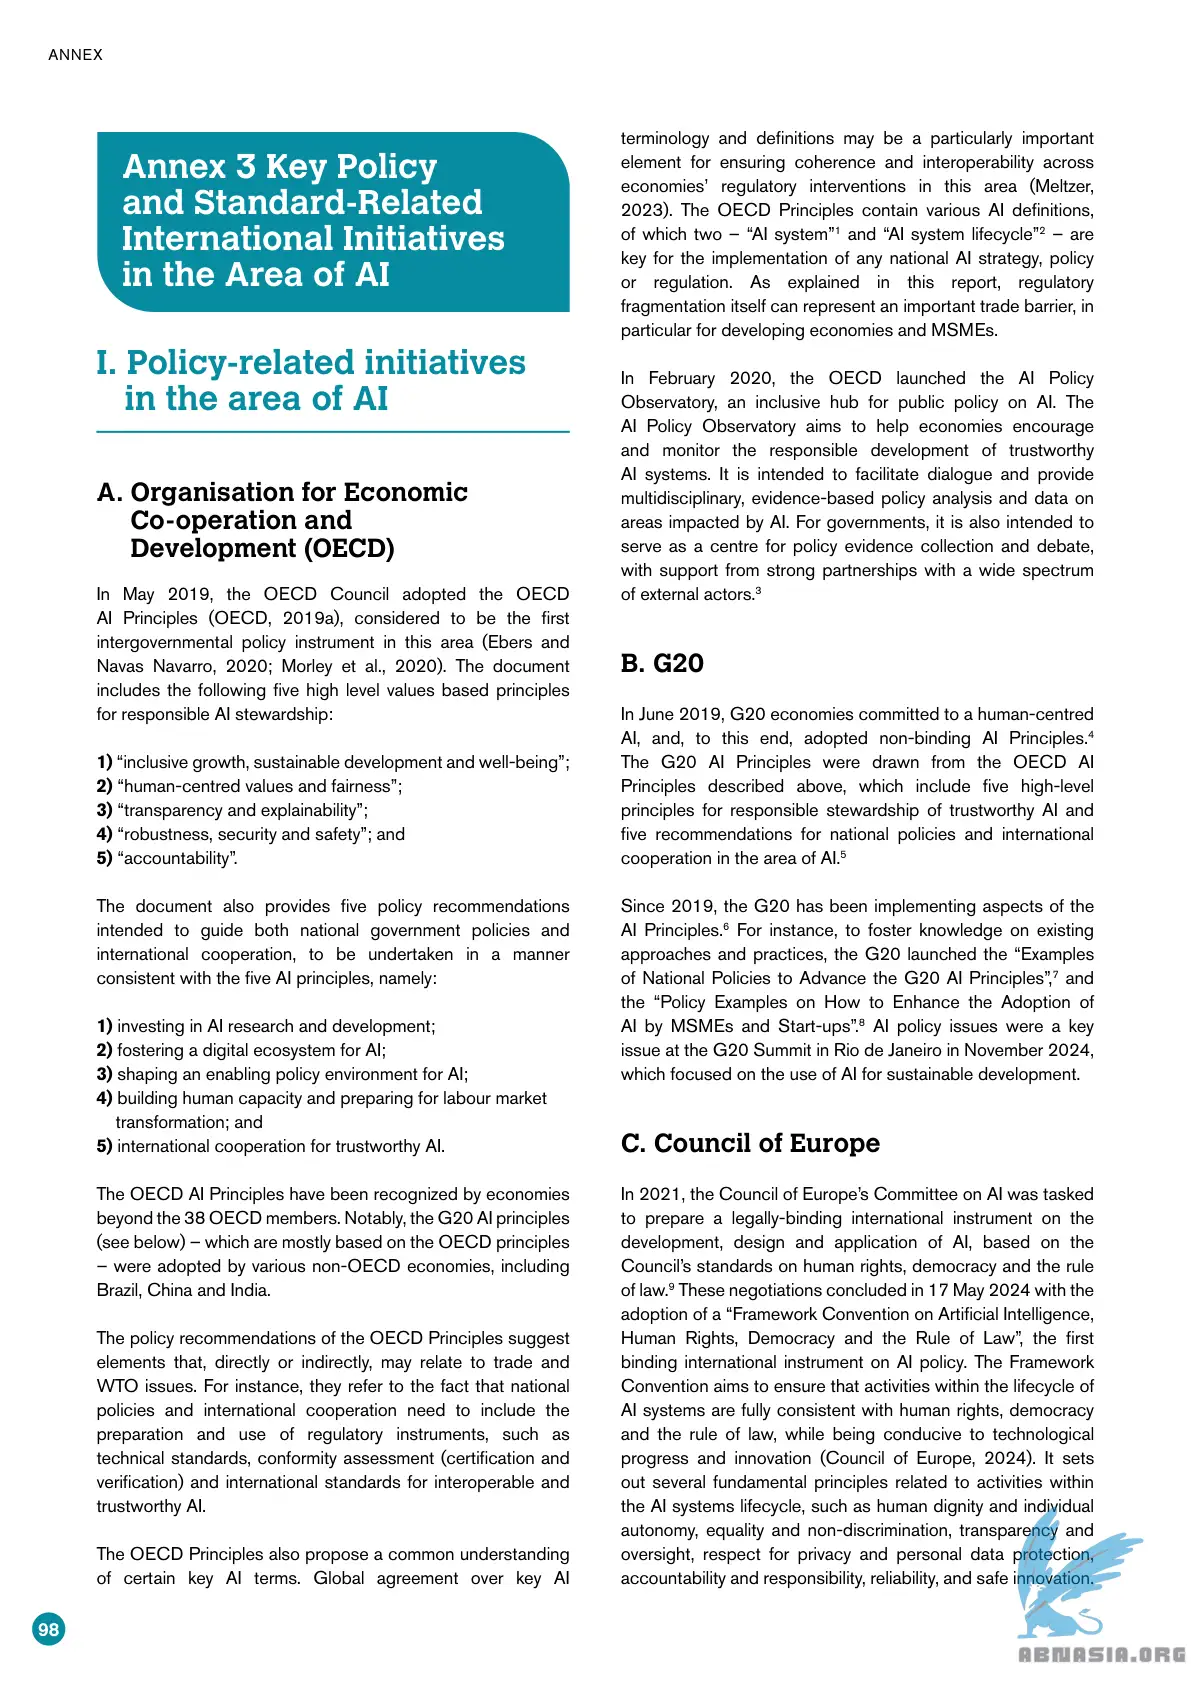 ANNEX
Annex 3 Key Policy
and Standard-Related
International Initiatives
in the Area of AI
I. Policy-related initiatives
in the area of AI
A. Organisation for Economic
Co-operation and
Development (OECD)
In May 2019, the OECD Council adopted the OECD
AI Principles (OECD, 2019a), considered to be the first
intergovernmental policy instrument in this area (Ebers and
Navas Navarro, 2020; Morley et al., 2020). The document
includes the following five high level values based principles
for responsible AI stewardship:
1) “inclusive growth, sustainable development and well-being”;
2) “human-centred values and fairness”;
3) “transparency and explainability”;
4) “robustness, security and safety”; and
5) “accountability”.
The document also provides five policy recommendations
intended to guide both national government policies and
international cooperation, to be undertaken in a manner
consistent with the five AI principles, namely:
1) investing in AI research and development;
2) fostering a digital ecosystem for AI;
3) shaping an enabling policy environment for AI;
4) building human capacity and preparing for labour market
transformation; and
5) international cooperation for trustworthy AI.
The OECD AI Principles have been recognized by economies
beyond the 38 OECD members. Notably, the G20 AI principles
(see below) – which are mostly based on the OECD principles
– were adopted by various non-OECD economies, including
Brazil, China and India.
The policy recommendations of the OECD Principles suggest
elements that, directly or indirectly, may relate to trade and
WTO issues. For instance, they refer to the fact that national
policies and international cooperation need to include the
preparation and use of regulatory instruments, such as
technical standards, conformity assessment (certification and
verification) and international standards for interoperable and
trustworthy AI.
The OECD Principles also propose a common understanding
of certain key AI terms. Global agreement over key AI
terminology and definitions may be a particularly important
element for ensuring coherence and interoperability across
economies’ regulatory interventions in this area (Meltzer,
2023). The OECD Principles contain various AI definitions,
of which two – “AI system”1 and “AI system lifecycle”2 – are
key for the implementation of any national AI strategy, policy
or regulation. As explained in this report, regulatory
fragmentation itself can represent an important trade barrier, in
particular for developing economies and MSMEs.
In February 2020, the OECD launched the AI Policy
Observatory, an inclusive hub for public policy on AI. The
AI Policy Observatory aims to help economies encourage
and monitor the responsible development of trustworthy
AI systems. It is intended to facilitate dialogue and provide
multidisciplinary, evidence-based policy analysis and data on
areas impacted by AI. For governments, it is also intended to
serve as a centre for policy evidence collection and debate,
with support from strong partnerships with a wide spectrum
of external actors.3
B. G20
In June 2019, G20 economies committed to a human-centred
AI, and, to this end, adopted non-binding AI Principles.4
The G20 AI Principles were drawn from the OECD AI
Principles described above, which include five high-level
principles for responsible stewardship of trustworthy AI and
five recommendations for national policies and international
cooperation in the area of AI.5
Since 2019, the G20 has been implementing aspects of the
AI Principles.6 For instance, to foster knowledge on existing
approaches and practices, the G20 launched the “Examples
of National Policies to Advance the G20 AI Principles”,7 and
the “Policy Examples on How to Enhance the Adoption of
AI by MSMEs and Start-ups”.8 AI policy issues were a key
issue at the G20 Summit in Rio de Janeiro in November 2024,
which focused on the use of AI for sustainable development.
C. Council of Europe
In 2021, the Council of Europe’s Committee on AI was tasked
to prepare a legally-binding international instrument on the
development, design and application of AI, based on the
Council’s standards on human rights, democracy and the rule
of law.9 These negotiations concluded in 17 May 2024 with the
adoption of a “Framework Convention on Artificial Intelligence,
Human Rights, Democracy and the Rule of Law”, the first
binding international instrument on AI policy. The Framework
Convention aims to ensure that activities within the lifecycle of
AI systems are fully consistent with human rights, democracy
and the rule of law, while being conducive to technological
progress and innovation (Council of Europe, 2024). It sets
out several fundamental principles related to activities within
the AI systems lifecycle, such as human dignity and individual
autonomy, equality and non-discrimination, transparency and
oversight, respect for privacy and personal data protection,
accountability and responsibility, reliability, and safe innovation.
98
ABNASIA.ORG